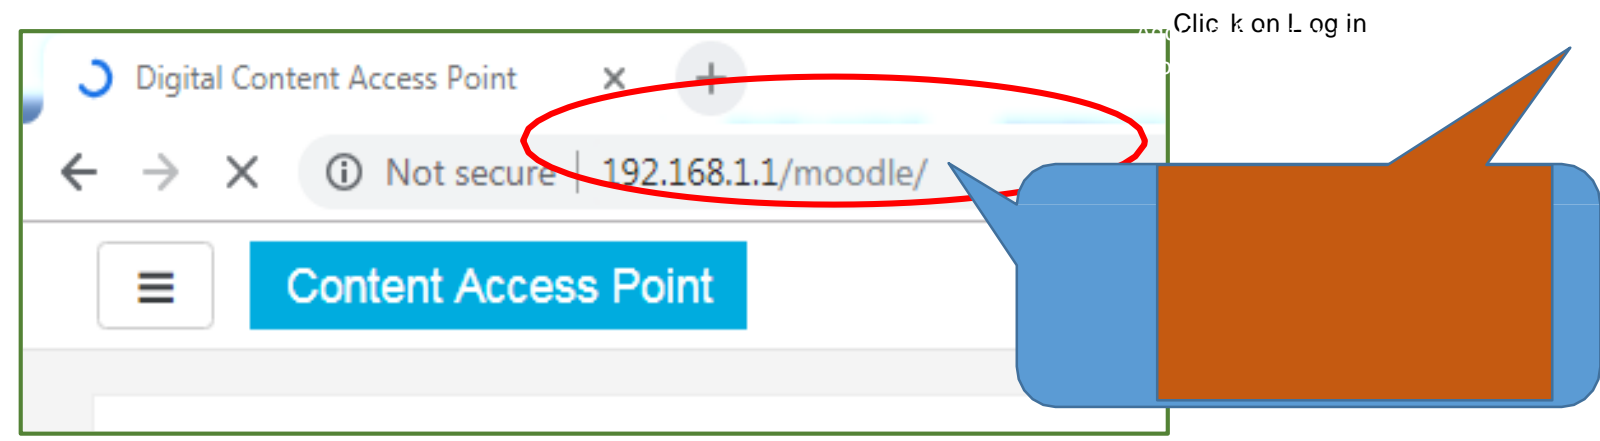 Clic k on L og in
Digital Content Access Point
Not secure | 192.168.1.1/moodle/
Content Access Point